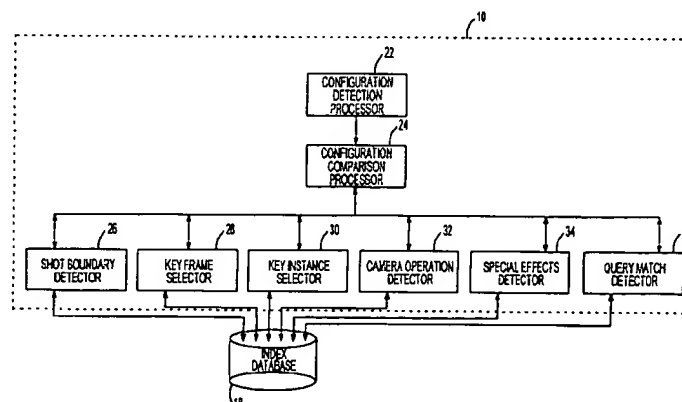 10
22
CONFIGURATION
DETECTION
PROCESSOR
24
CONFIGURATION
COMPARISON
PROCESSOR
26
28
30
32
34
SHOT BOUNDARY
DETECTOR
KEY FRAME
SELECTOR
KEY INSTANCE
SELECTOR
CAMERA OPERATION
DETECTOR
SPECIAL EFFECTS
DETECTOR
QUERY MATCH
DETECTOR
INDEX
DATABASE